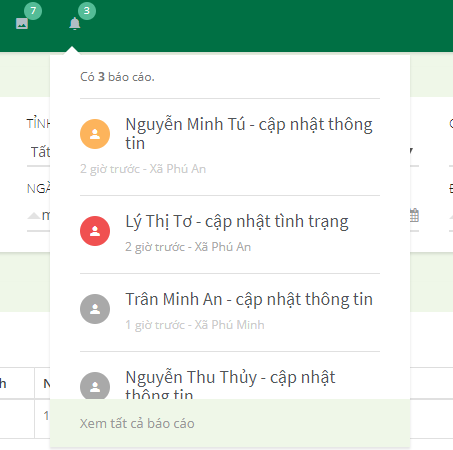 7
3
Có 3 báo cáo.
Nguyễn Minh Tú - cập nhật thông
tin
2 giờ trước - Xã Phú An
Lý Thị Tơ - cập nhật tình trạng
2 giờ trước - Xã Phú An
Trân Minh An - cập nhật thông tin
1 giờ trước - Xã Phú Minh
Nguyễn Thu Thủy - cập nhật
thông tin
Xem tất cả báo cáo
TỈNH
Tất
NGÀ
m
h
N
1